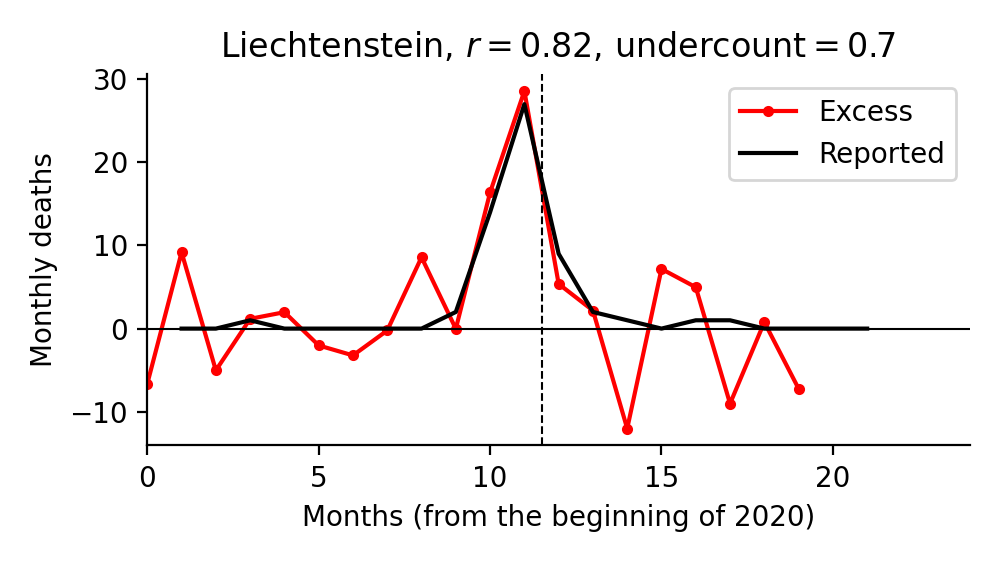 Liechtenstein, r = 0.82, undercount = 0.7
Excess
Reported
Monthly deaths
30
20
10
0
−10
0 5 10 15 20
Months (from the beginning of 2020)